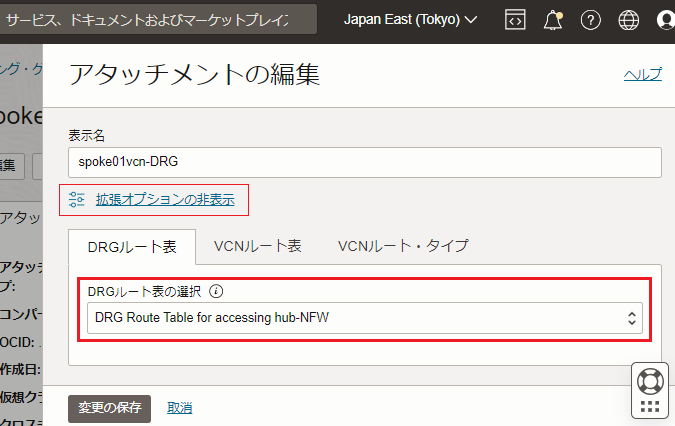 サービス、ドキュメントおよびマーケットプレイス
Japan East (Tokyo)
ング・ゲ
アタッチメントの編集
ヘルプ
poke
表示名
spoke01vcn-DRG
編集
拡張オプションの非表示
アタッ
DRGルート表
VCNルート表
VCNルート・タイプ
アタッチ
プ:
DRGルート表の選択
DRG Route Table for accessing hub-NFW
コンパー
OCID: .
作成日:
仮想クラ
変更の保存
取消
クロステ